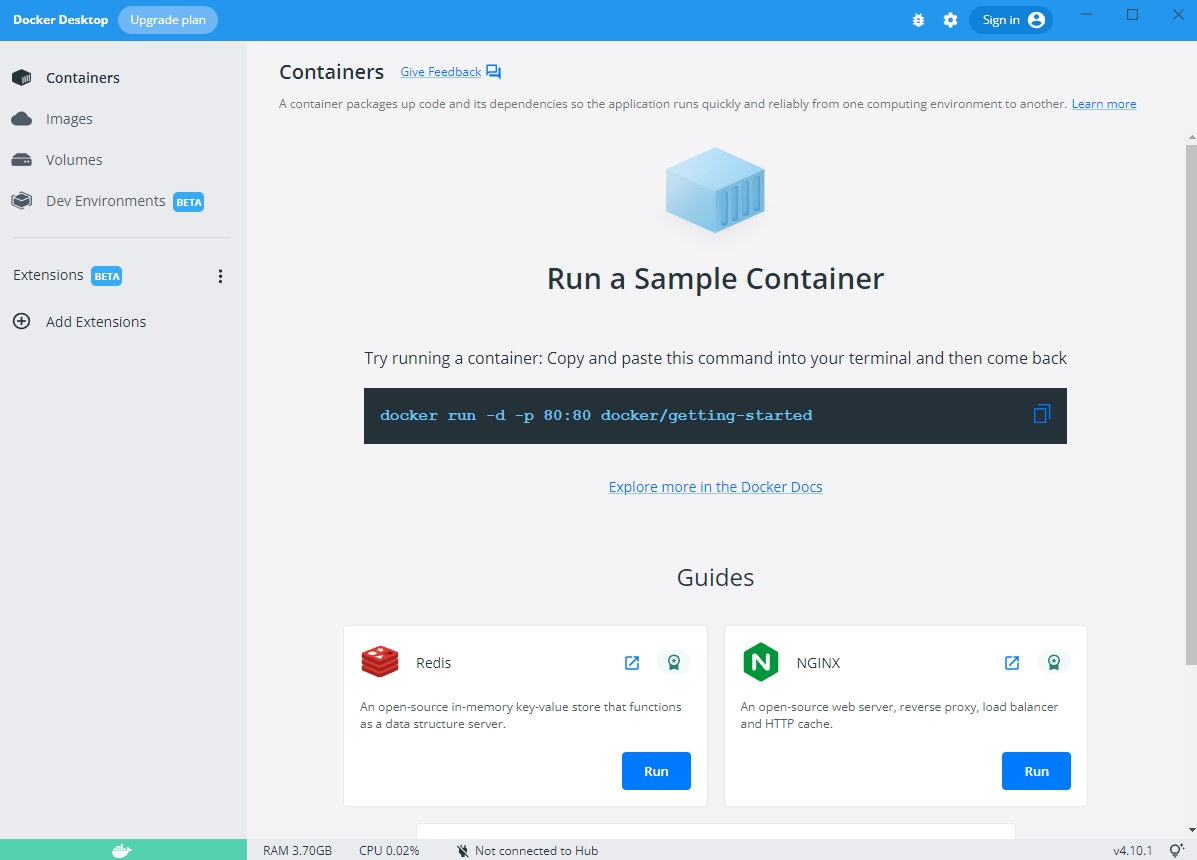 Docker Desktop
Upgrade plan
Sign in
Containers
Images
Volumes
Dev Environments BETA
Extensions BETA
Add Extensions
Containers
Give Feedback
A container packages up code and its dependencies so the application runs quickly and reliably from one computing environment to another. Learn more
Run a Sample Container
Try running a container: Copy and paste this command into your terminal and then come back
docker run -d -p 80:80 docker/getting-started
Explore more in the Docker Docs
Guides
Redis
An open-source in-memory key-value store that functions
as a data structure server.
Run
N
NGINX
An open-source web server, reverse proxy, load balancer
and HTTP cache.
Run
RAM 3.70GB
CPU 0.02%
Not connected to Hub
v4.10.1